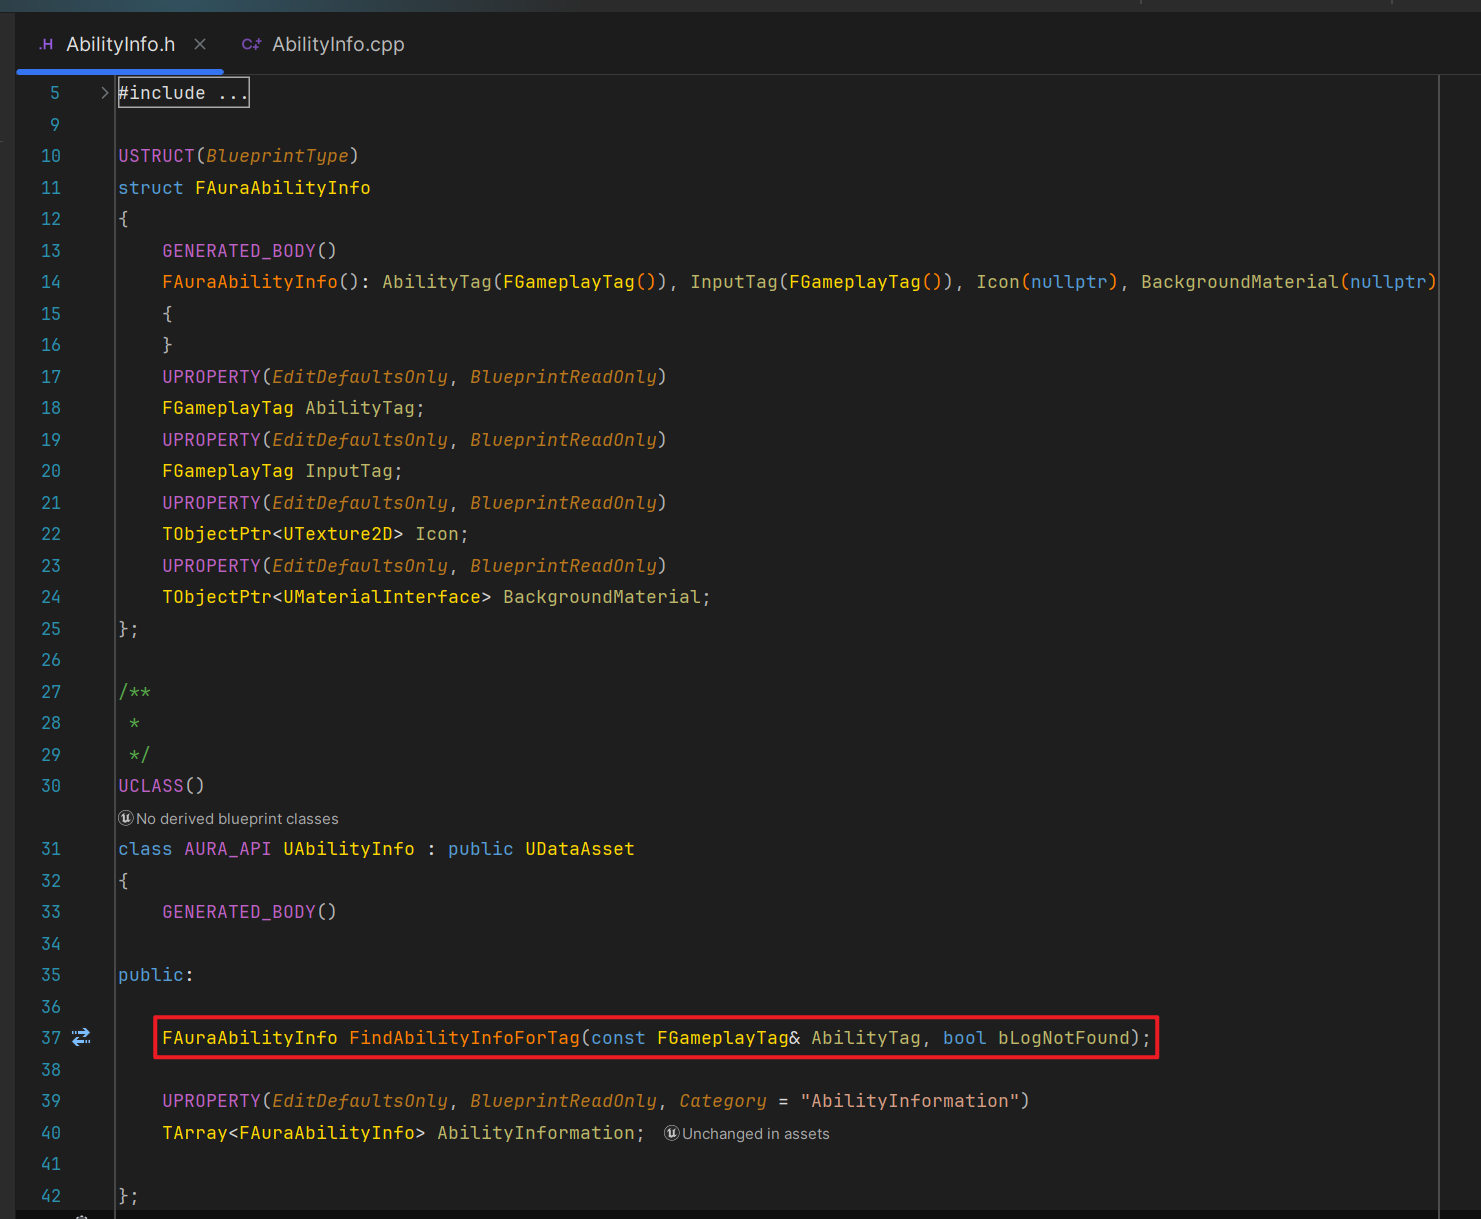 .H AbilityInfo.h × C++ AbilityInfo.cpp
5 > #include ...
9
10 USTRUCT(BlueprintType)
11 struct FAuraAbilityInfo
12 {
13     GENERATED_BODY()
14     FAuraAbilityInfo(): AbilityTag(FGameplayTag()), InputTag(FGameplayTag()), Icon(nullptr), BackgroundMaterial(nullptr)
15     {
16     }
17     UPROPERTY(EditDefaultsOnly, BlueprintReadOnly)
18     FGameplayTag AbilityTag;
19     UPROPERTY(EditDefaultsOnly, BlueprintReadOnly)
20     FGameplayTag InputTag;
21     UPROPERTY(EditDefaultsOnly, BlueprintReadOnly)
22     TObjectPtr<UTexture2D> Icon;
23     UPROPERTY(EditDefaultsOnly, BlueprintReadOnly)
24     TObjectPtr<UMaterialInterface> BackgroundMaterial;
25 };
26
27 /**
28  *
29  */
30 UCLASS()
No derived blueprint classes
31 class AURA_API UAbilityInfo : public UDataAsset
32 {
33     GENERATED_BODY()
34
35 public:
36
37     FAuraAbilityInfo FindAbilityInfoForTag(const FGameplayTag& AbilityTag, bool bLogNotFound);
38
39     UPROPERTY(EditDefaultsOnly, BlueprintReadOnly, Category = "AbilityInformation")
40     TArray<FAuraAbilityInfo> AbilityInformation; Unchanged in assets
41
42 };